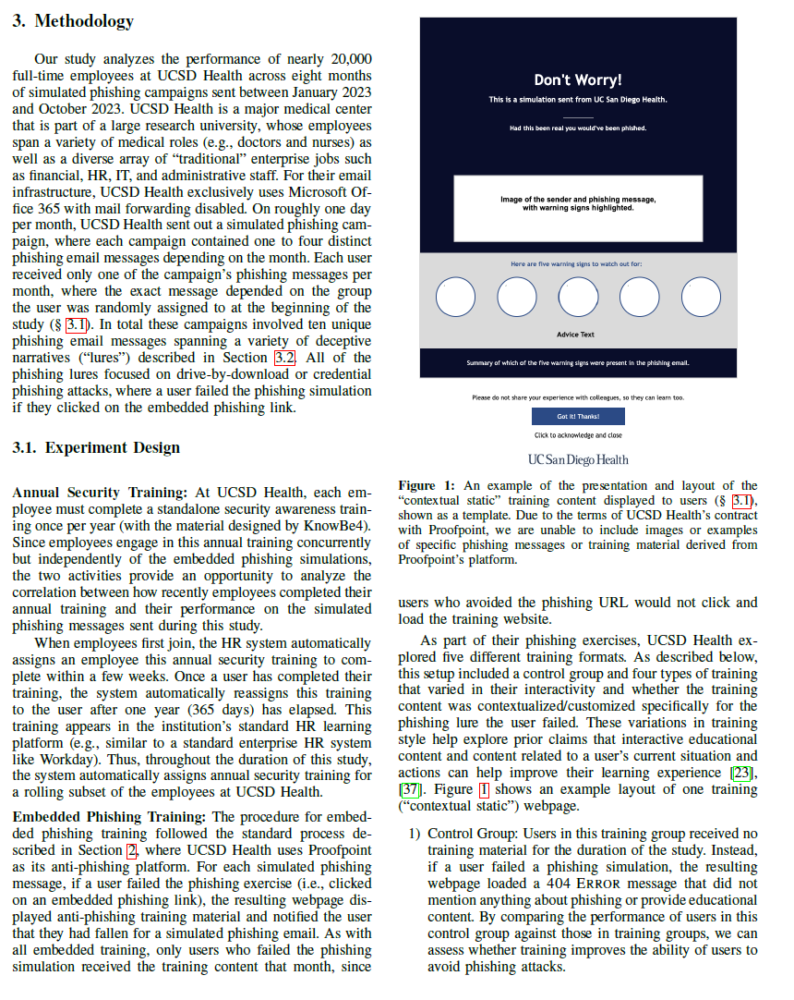 3. Methodology
Our study analyzes the performance of nearly 20,000
full-time employees at UCSD Health across eight months
of simulated phishing campaigns sent between January 2023
and October 2023. UCSD Health is a major medical center
that is part of a large research university, whose employees
span a variety of medical roles (e.g., doctors and nurses) as
well as a diverse array of “traditional” enterprise jobs such
as financial, HR, IT, and administrative staff. For their email
infrastructure, UCSD Health exclusively uses Microsoft Of-
fice 365 with mail forwarding disabled. On roughly one day
per month, UCSD Health sent out a simulated phishing cam-
paign, where each campaign contained one to four distinct
phishing email messages depending on the month. Each user
received only one of the campaign’s phishing messages per
month, where the exact message depended on the group
the user was randomly assigned to at the beginning of the
study (§ 3.1). In total these campaigns involved ten unique
phishing email messages spanning a variety of deceptive
narratives (“lures”) described in Section 3.2. All of the
phishing lures focused on drive-by-download or credential
phishing attacks, where a user failed the phishing simulation
if they clicked on the embedded phishing link.
3.1. Experiment Design
Annual Security Training: At UCSD Health, each em-
ployee must complete a standalone security awareness train-
ing once per year (with the material designed by KnowBe4).
Since employees engage in this annual training concurrently
but independently of the embedded phishing simulations,
the two activities provide an opportunity to analyze the
correlation between how recently employees completed their
annual training and their performance on the simulated
phishing messages sent during this study.
When employees first join, the HR system automatically
assigns an employee this annual security training to com-
plete within a few weeks. Once a user has completed their
training, the system automatically reassigns this training
to the user after one year (365 days) has elapsed. This
training appears in the institution’s standard HR learning
platform (e.g., similar to a standard enterprise HR system
like Workday). Thus, throughout the duration of this study,
the system automatically assigns annual security training for
a rolling subset of the employees at UCSD Health.
Embedded Phishing Training: The procedure for embed-
ded phishing training followed the standard process de-
scribed in Section 2, where UCSD Health uses Proofpoint
as its anti-phishing platform. For each simulated phishing
message, if a user failed the phishing exercise (i.e., clicked
on an embedded phishing link), the resulting webpage dis-
played anti-phishing training material and notified the user
that they had fallen for a simulated phishing email. As with
all embedded training, only users who failed the phishing
simulation received the training content that month, since
Don't Worry!
This is a simulation sent from UC San Diego Health.
Had this been real you would've been phished.
Image of the sender and phishing message,
with warning signs highlighted.
Here are five warning signs to watch out for:
Advice Text
Summary of which of the five warning signs were present in the phishing email.
Please do not share your experience with colleagues, so they can learn too.
Got it! Thanks!
Click to acknowledge and close
UC San Diego Health
Figure 1: An example of the presentation and layout of the
“contextual static” training content displayed to users (§ 3.1),
shown as a template. Due to the terms of UCSD Health’s contract
with Proofpoint, we are unable to include images or examples
of specific phishing messages or training material derived from
Proofpoint’s platform.
users who avoided the phishing URL would not click and
load the training website.
As part of their phishing exercises, UCSD Health ex-
plored five different training formats. As described below,
this setup included a control group and four types of training
that varied in their interactivity and whether the training
content was contextualized/customized specifically for the
phishing lure the user failed. These variations in training
style help explore prior claims that interactive educational
content and content related to a user’s current situation and
actions can help improve their learning experience [23],
[37]. Figure 1 shows an example layout of one training
(“contextual static”) webpage.
1) Control Group: Users in this training group received no
training material for the duration of the study. Instead,
if a user failed a phishing simulation, the resulting
webpage loaded a 404 ERROR message that did not
mention anything about phishing or provide educational
content. By comparing the performance of users in this
control group against those in training groups, we can
assess whether training improves the ability of users to
avoid phishing attacks.